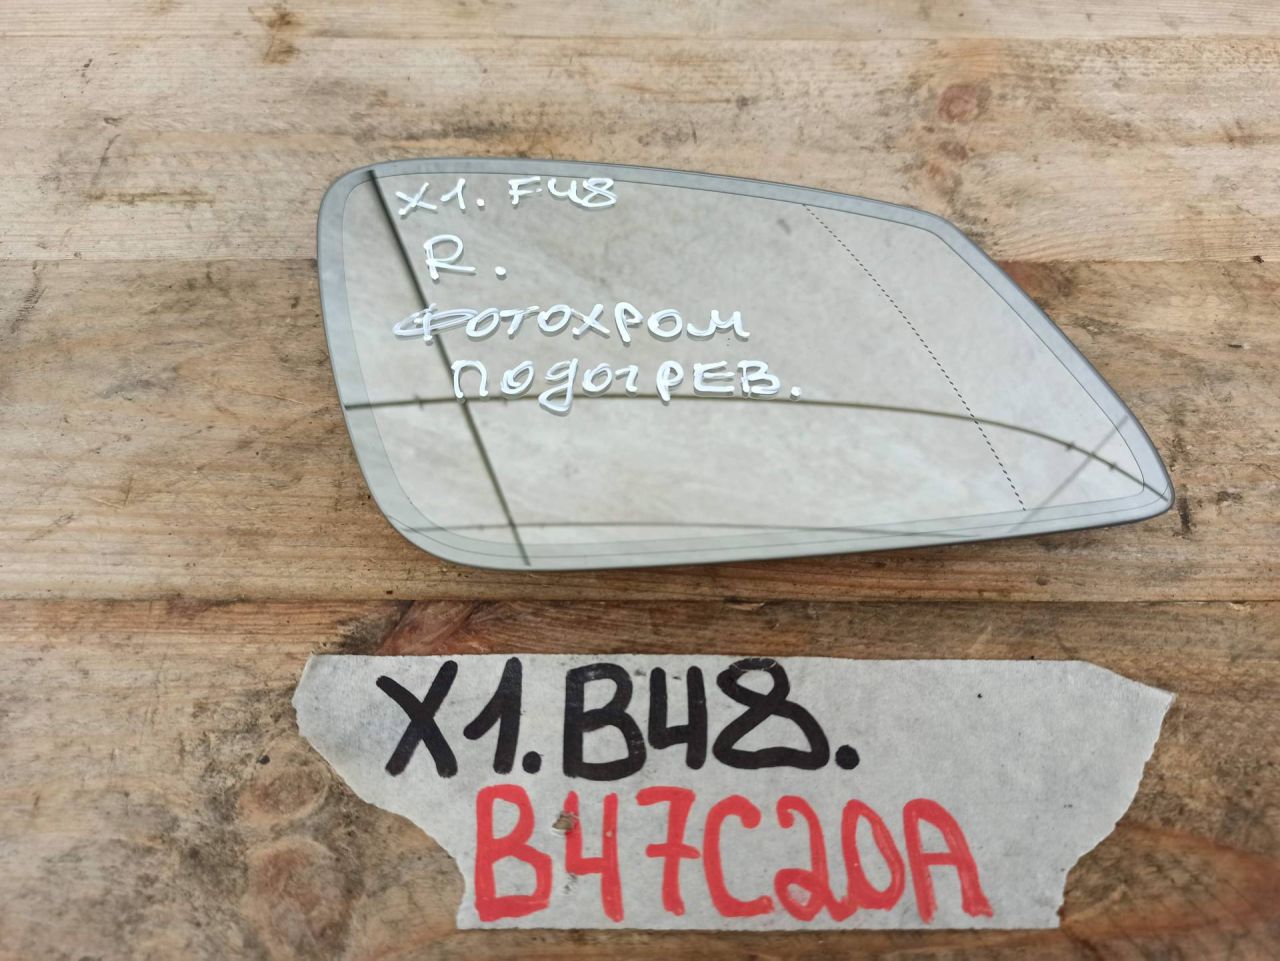 X1. F48
R.
ФОТОХРОМ
ПОДОГРЕВ.
X1.B48.
B47C20A